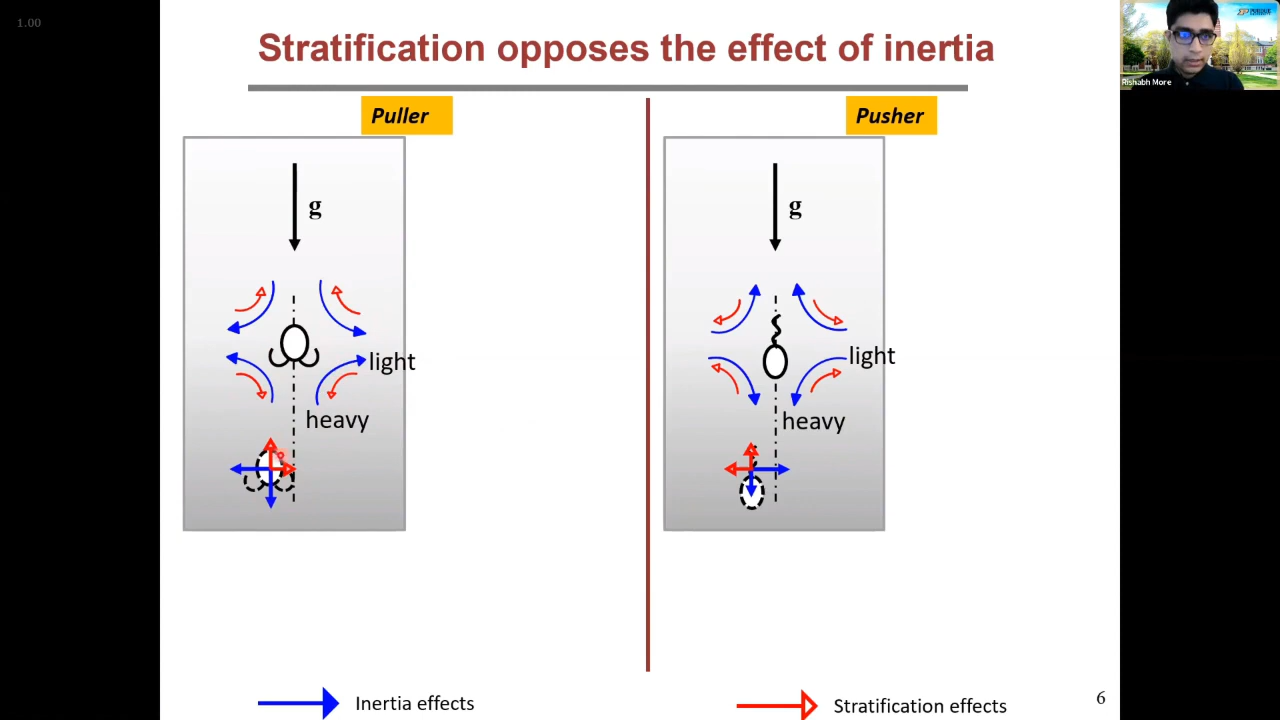 1.00
Stratification opposes the effect of inertia
Puller
Pusher
g
g
light
heavy
light
heavy
Inertia effects
Stratification effects
6
Rishabh More